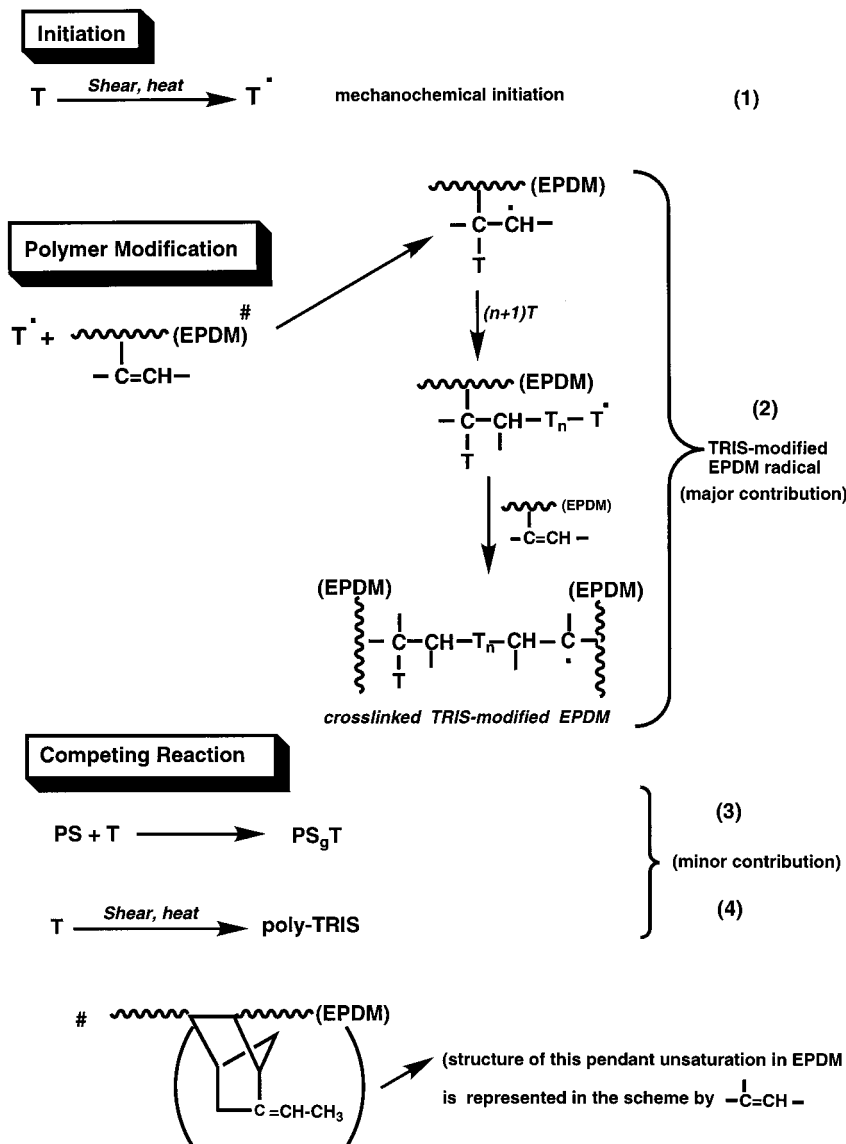 Initiation
T Shear, heat T• mechanochemical initiation (1)
(EPDM)
–C–ĊH–
T
Polymer Modification
T• + (EPDM)#
–C=CH–
(n+1)T
(EPDM)
–C–CH–Tn–T•
T
(EPDM)
–C=CH–
(2)
TRIS-modified
EPDM radical
(major contribution)
(EPDM) (EPDM)
–C–CH–Tn–CH–C–
T •
crosslinked TRIS-modified EPDM
Competing Reaction
PS + T PSgT
(3)
(minor contribution)
(4)
T Shear, heat poly-TRIS
# (EPDM)
C=CH-CH3
(structure of this pendant unsaturation in EPDM
is represented in the scheme by –C=CH–